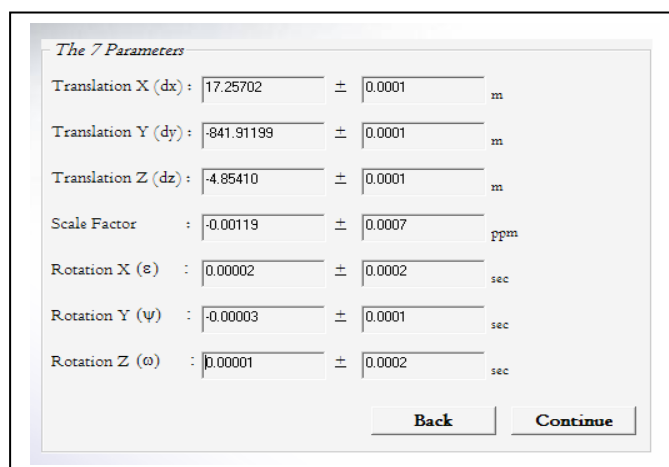 The 7 Parameters
Translation X (dx) : 17.25702 ± 0.0001 m
Translation Y (dy) : -841.91199 ± 0.0001 m
Translation Z (dz) : -4.85410 ± 0.0001 m
Scale Factor : -0.00119 ± 0.0007 ppm
Rotation X (ε) : 0.00002 ± 0.0002 sec
Rotation Y (ψ) : -0.00003 ± 0.0001 sec
Rotation Z (ω) : 0.00001 ± 0.0002 sec
Back Continue